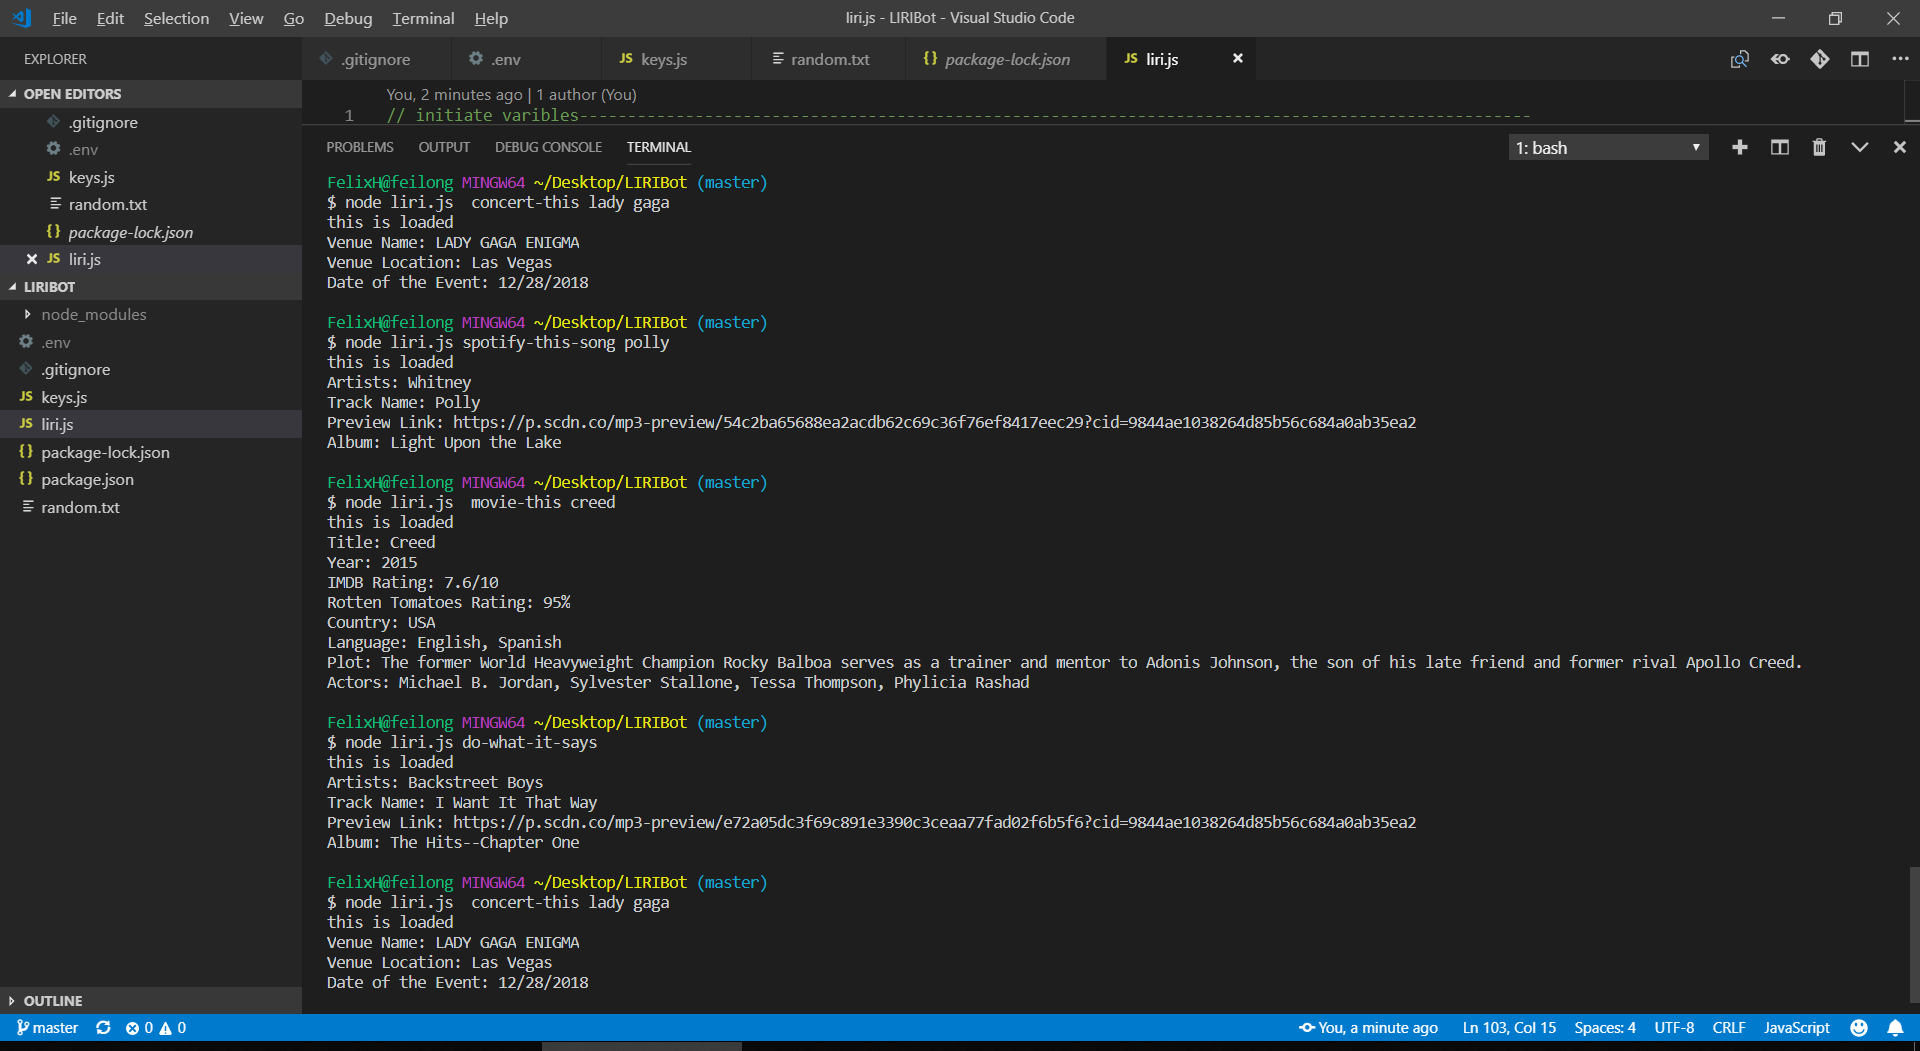 File Edit Selection View Go Debug Terminal Help
liri.js - LIRIBot - Visual Studio Code
EXPLORER
.gitignore .env JS keys.js random.txt {} package-lock.json JS liri.js
OPEN EDITORS
.gitignore
.env
JS keys.js
random.txt
{} package-lock.json
JS liri.js
LIRIBOT
node_modules
.env
.gitignore
JS keys.js
JS liri.js
{} package-lock.json
{} package.json
random.txt
OUTLINE
You, 2 minutes ago | 1 author (You)
1 // initiate varibles---------------------------------------------------------------------------------------------------
PROBLEMS OUTPUT DEBUG CONSOLE TERMINAL
1: bash
FelixH@feilong MINGW64 ~/Desktop/LIRIBot (master)
$ node liri.js  concert-this lady gaga
this is loaded
Venue Name: LADY GAGA ENIGMA
Venue Location: Las Vegas
Date of the Event: 12/28/2018
FelixH@feilong MINGW64 ~/Desktop/LIRIBot (master)
$ node liri.js spotify-this-song polly
this is loaded
Artists: Whitney
Track Name: Polly
Preview Link: https://p.scdn.co/mp3-preview/54c2ba65688ea2acdb62c69c36f76ef8417eec29?cid=9844ae1038264d85b56c684a0ab35ea2
Album: Light Upon the Lake
FelixH@feilong MINGW64 ~/Desktop/LIRIBot (master)
$ node liri.js  movie-this creed
this is loaded
Title: Creed
Year: 2015
IMDB Rating: 7.6/10
Rotten Tomatoes Rating: 95%
Country: USA
Language: English, Spanish
Plot: The former World Heavyweight Champion Rocky Balboa serves as a trainer and mentor to Adonis Johnson, the son of his late friend and former rival Apollo Creed.
Actors: Michael B. Jordan, Sylvester Stallone, Tessa Thompson, Phylicia Rashad
FelixH@feilong MINGW64 ~/Desktop/LIRIBot (master)
$ node liri.js do-what-it-says
this is loaded
Artists: Backstreet Boys
Track Name: I Want It That Way
Preview Link: https://p.scdn.co/mp3-preview/e72a05dc3f69c891e3390c3ceaa77fad02f6b5f6?cid=9844ae1038264d85b56c684a0ab35ea2
Album: The Hits--Chapter One
FelixH@feilong MINGW64 ~/Desktop/LIRIBot (master)
$ node liri.js  concert-this lady gaga
this is loaded
Venue Name: LADY GAGA ENIGMA
Venue Location: Las Vegas
Date of the Event: 12/28/2018
master 0 0 You, a minute ago Ln 103, Col 15 Spaces: 4 UTF-8 CRLF JavaScript